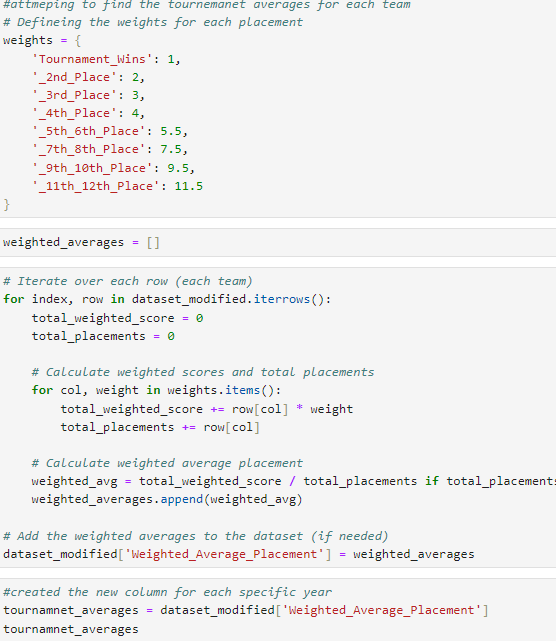 #attmeping to find the tournemanet averages for each team
# Defineing the weights for each placement
weights = {
    'Tournament_Wins': 1,
    '_2nd_Place': 2,
    '_3rd_Place': 3,
    '_4th_Place': 4,
    '_5th_6th_Place': 5.5,
    '_7th_8th_Place': 7.5,
    '_9th_10th_Place': 9.5,
    '_11th_12th_Place': 11.5
}
weighted_averages = []
# Iterate over each row (each team)
for index, row in dataset_modified.iterrows():
    total_weighted_score = 0
    total_placements = 0
    # Calculate weighted scores and total placements
    for col, weight in weights.items():
        total_weighted_score += row[col] * weight
        total_placements += row[col]
    # Calculate weighted average placement
    weighted_avg = total_weighted_score / total_placements if total_placements
    weighted_averages.append(weighted_avg)
# Add the weighted averages to the dataset (if needed)
dataset_modified['Weighted_Average_Placement'] = weighted_averages
#created the new column for each specific year
tournamnet_averages = dataset_modified['Weighted_Average_Placement']
tournamnet_averages